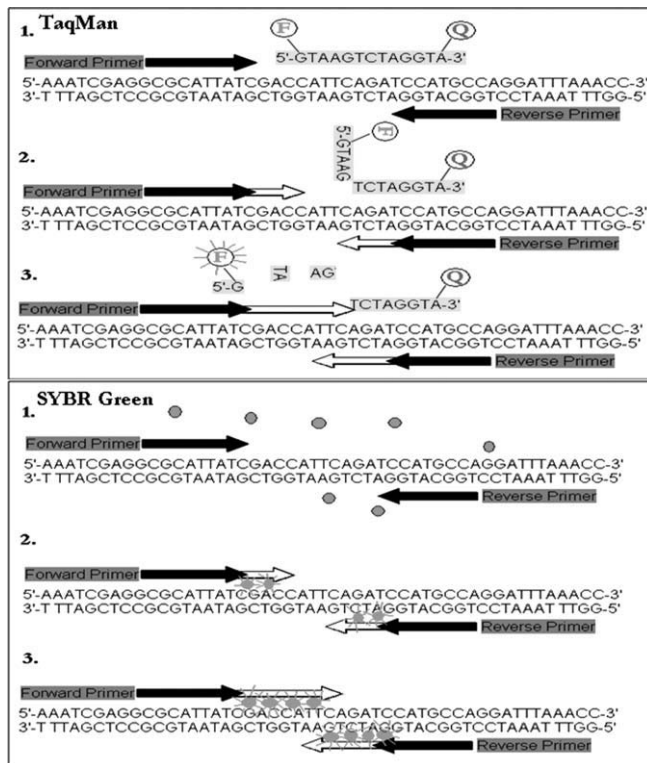 TaqMan
1.
F
Q
5'-GTAAGTCTAGGTA-3'
Forward Primer
5'-AAATCGAGGCGCATTATCGACCATTCAGATCCATGCCAGGATTTAAACC-3'
3'-T TTAGCTCCGCGTAATAGCTGGTAAGTCTAGGTACGGTCCTAAAT TTGG-5'
Reverse Primer
2.
5'-GTAAG
F
Q
TCTAGGTA-3'
Forward Primer
5'-AAATCGAGGCGCATTATCGACCATTCAGATCCATGCCAGGATTTAAACC-3'
3'-T TTAGCTCCGCGTAATAGCTGGTAAGTCTAGGTACGGTCCTAAAT TTGG-5'
Reverse Primer
3.
F
5'-G
TA
AG
Q
TCTAGGTA-3'
Forward Primer
5'-AAATCGAGGCGCATTATCGACCATTCAGATCCATGCCAGGATTTAAACC-3'
3'-T TTAGCTCCGCGTAATAGCTGGTAAGTCTAGGTACGGTCCTAAAT TTGG-5'
Reverse Primer
SYBR Green
1.
Forward Primer
5'-AAATCGAGGCGCATTATCGACCATTCAGATCCATGCCAGGATTTAAACC-3'
3'-T TTAGCTCCGCGTAATAGCTGGTAAGTCTAGGTACGGTCCTAAAT TTGG-5'
Reverse Primer
2.
Forward Primer
5'-AAATCGAGGCGCATTATCGACCATTCAGATCCATGCCAGGATTTAAACC-3'
3'-T TTAGCTCCGCGTAATAGCTGGTAAGTCTAGGTACGGTCCTAAAT TTGG-5'
Reverse Primer
3.
Forward Primer
5'-AAATCGAGGCGCATTATCGACCATTCAGATCCATGCCAGGATTTAAACC-3'
3'-T TTAGCTCCGCGTAATAGCTGGTAAGTCTAGGTACGGTCCTAAAT TTGG-5'
Reverse Primer